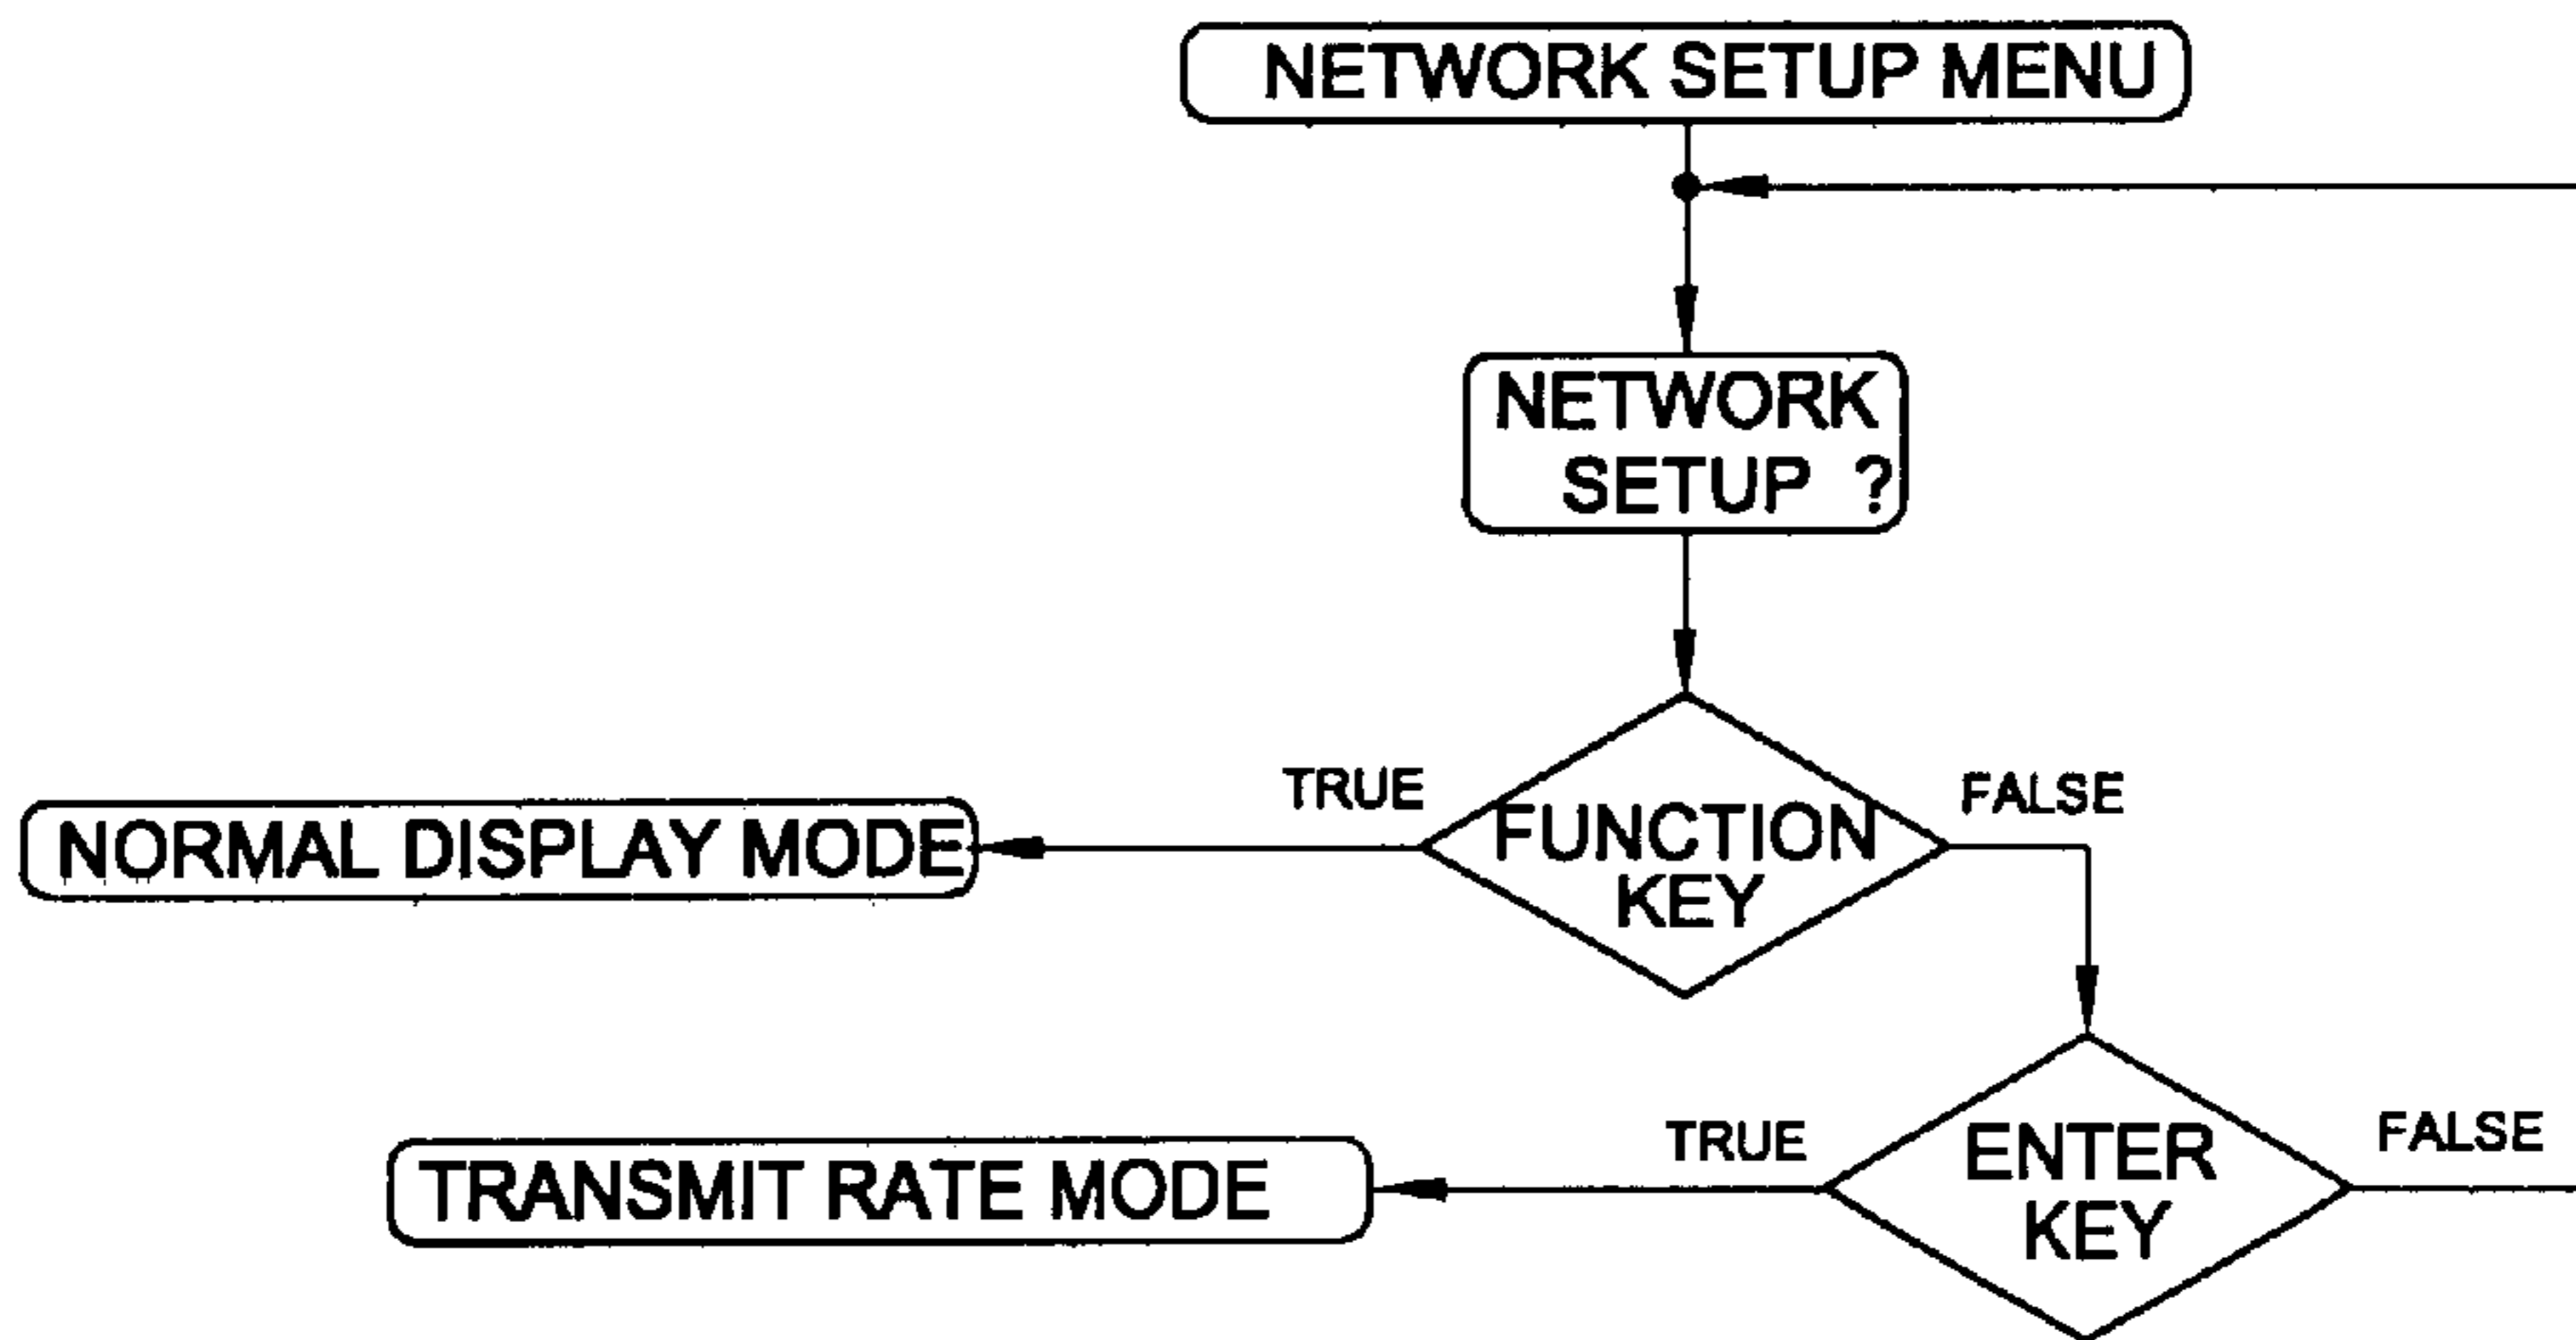 NETWORK SETUP MENU
NETWORK
SETUP ?
TRUE
FALSE
FUNCTION
KEY
NORMAL DISPLAY MODE
TRUE
FALSE
ENTER
KEY
TRANSMIT RATE MODE